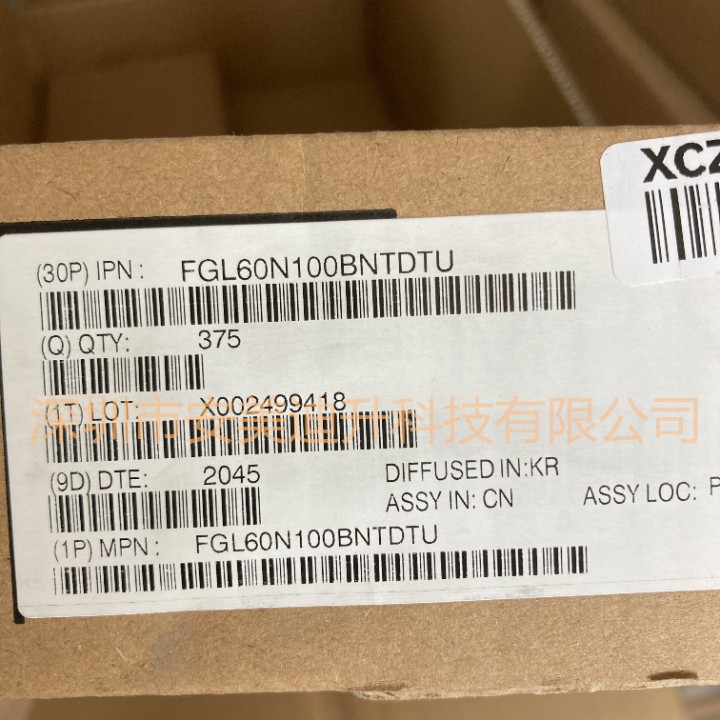 XCZ
(30P) IPN : FGL60N100BNTDTU
(Q) QTY: 375
(1T) LOT: X002499418
深圳市安美迪升科技有限公司
(9D) DTE: 2045 DIFFUSED IN:KR
ASSY IN: CN ASSY LOC: P
(1P) MPN : FGL60N100BNTDTU